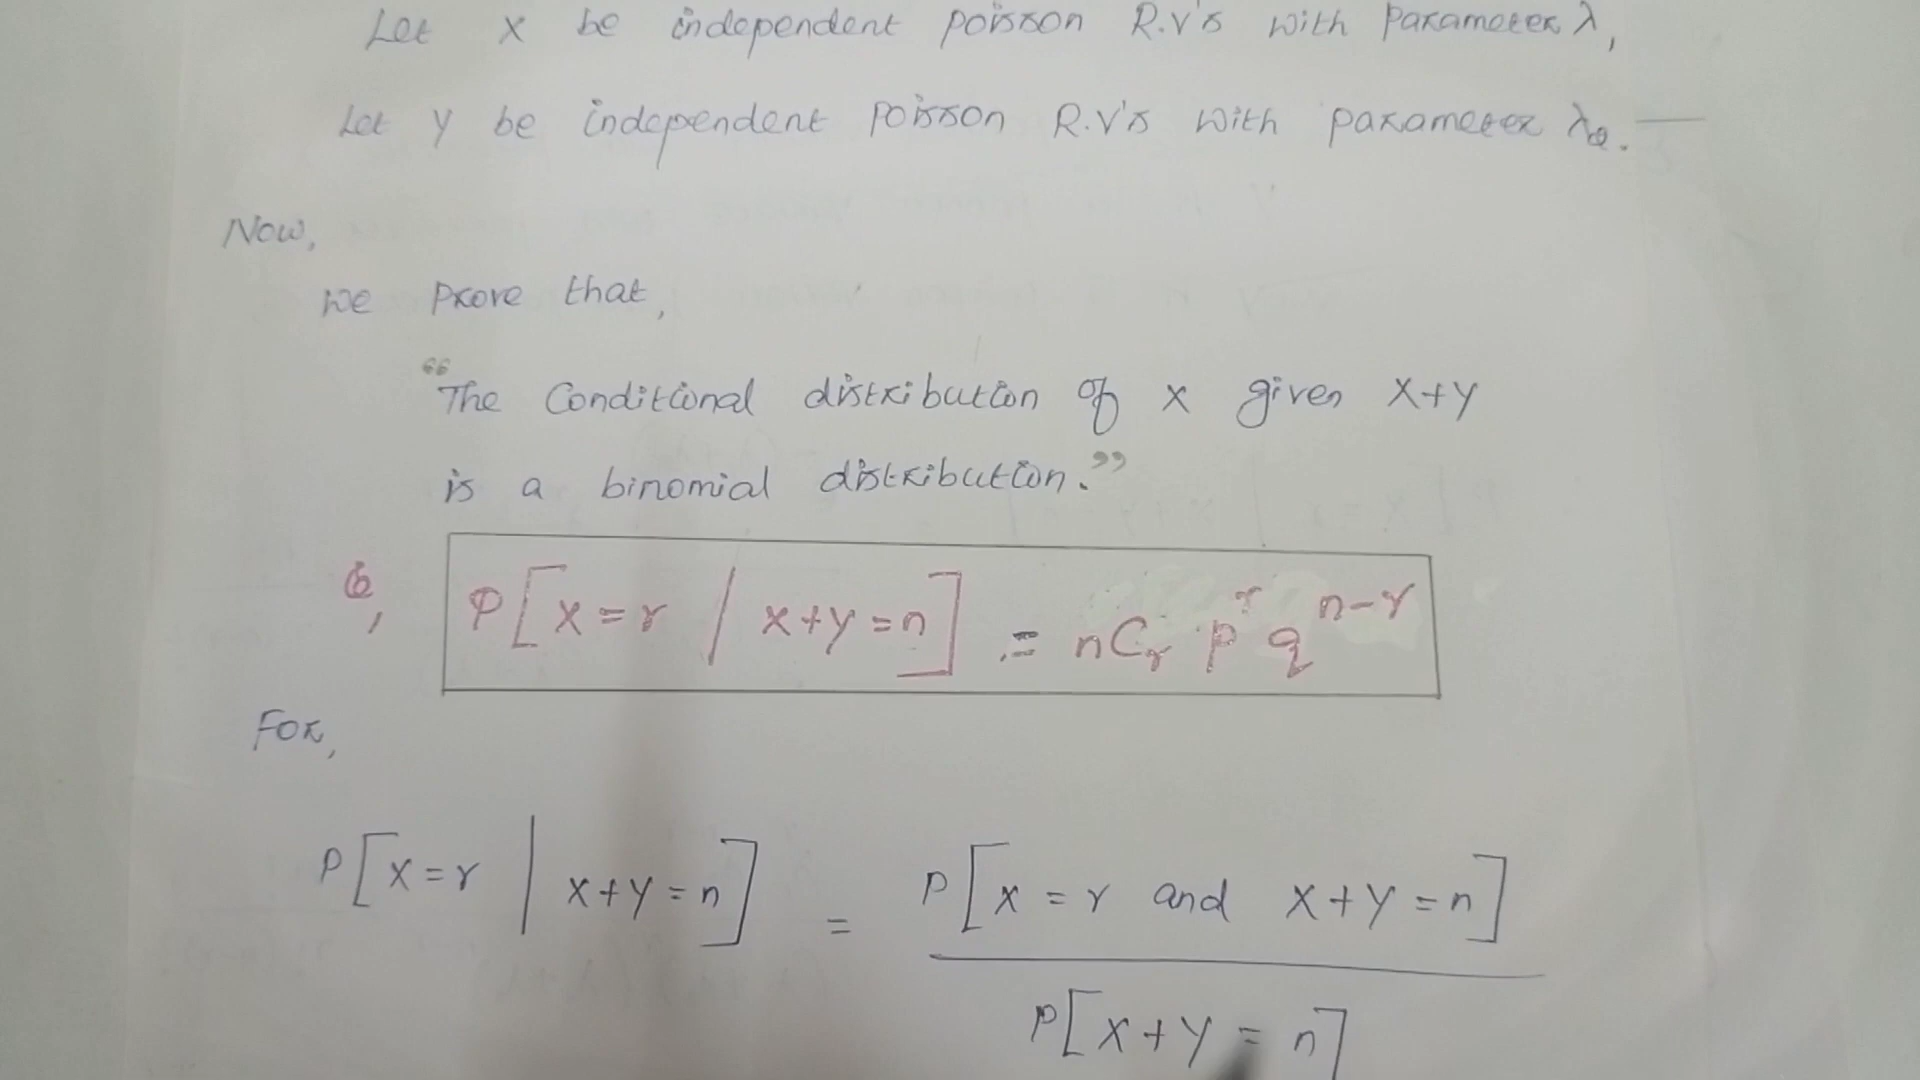 Let X be independent poisson R.V's with parameter λ,
Let Y be independent Poisson R.V's with parameter λ₂.
Now,
we prove that,
"The Conditional distribution of X given X+Y
is a binomial distribution."
P[X=r / X+Y=n] = nCr p^r q^(n-r)
For,
P[X=r | X+Y=n] = P[X=r and X+Y=n]
P[X+Y=n]